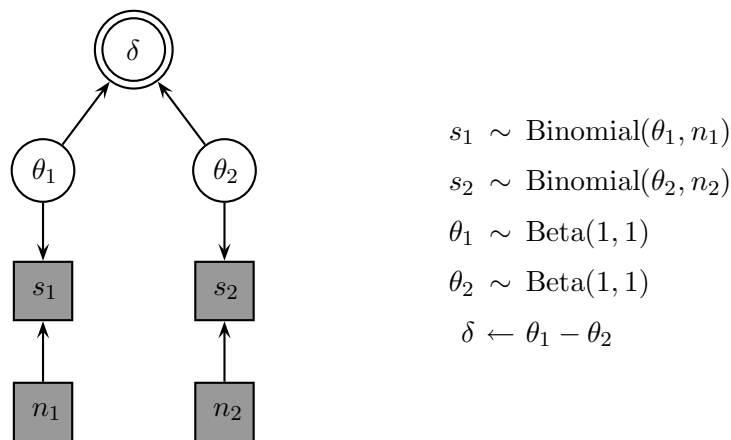 δ
θ₁ θ₂
s₁ s₂
n₁ n₂
s₁ ∼ Binomial(θ₁, n₁)
s₂ ∼ Binomial(θ₂, n₂)
θ₁ ∼ Beta(1, 1)
θ₂ ∼ Beta(1, 1)
δ ← θ₁ − θ₂